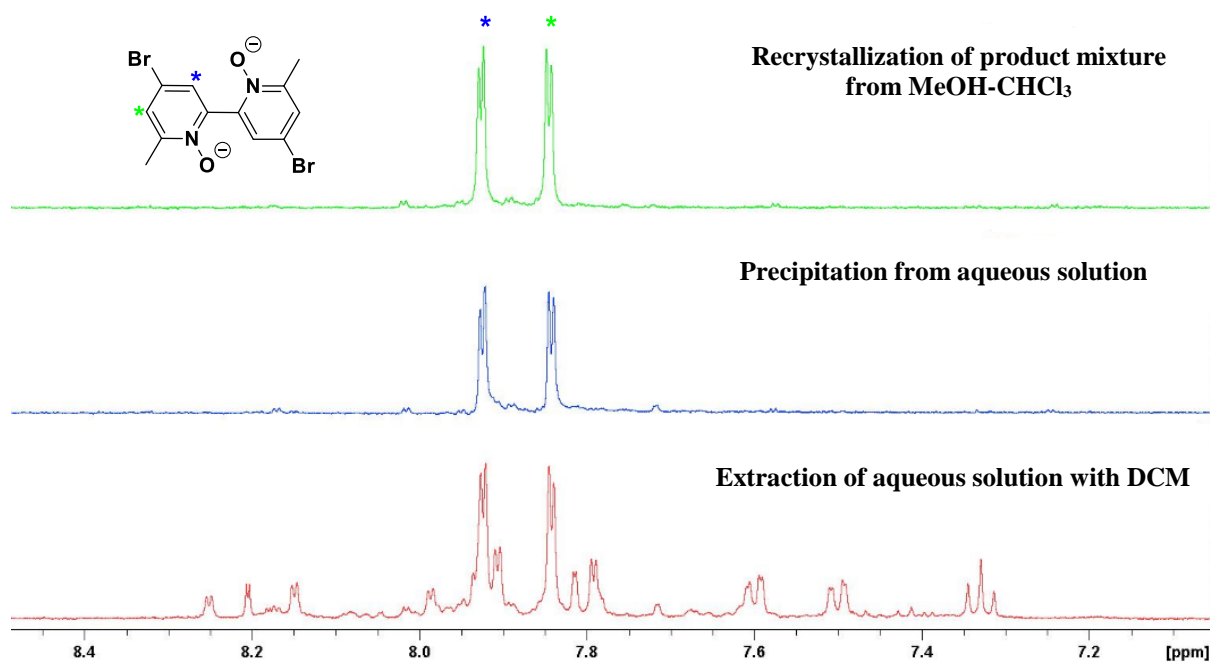 * *
Br
O ⊖
*
*
N
N
O ⊖
Br
Recrystallization of product mixture
from MeOH-CHCl₃
Precipitation from aqueous solution
Extraction of aqueous solution with DCM
8.4 8.2 8.0 7.8 7.6 7.4 7.2 [ppm]